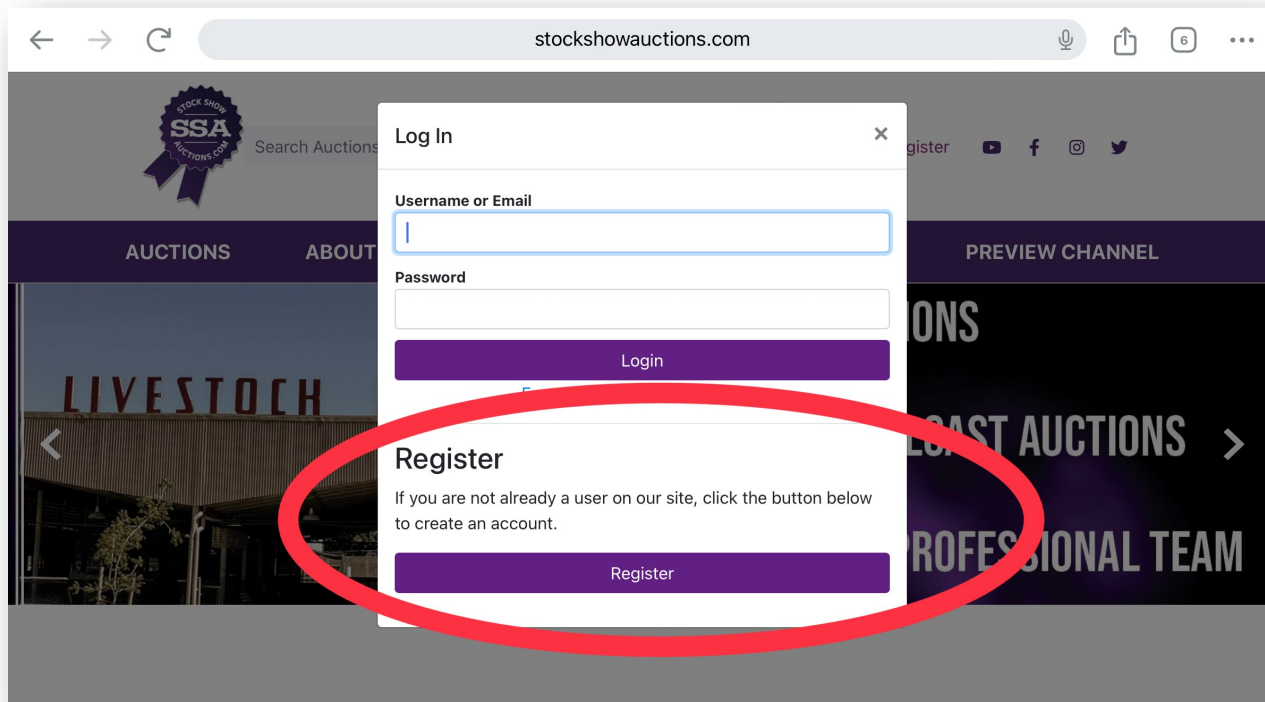 stockshowauctions.com
6
STOCK SHOW
SSA
AUCTIONS.COM
Search Auctions
gister
Log In
×
Username or Email
Password
Login
AUCTIONS
ABOUT
PREVIEW CHANNEL
LIVESTOCK
IONS
CAST AUCTIONS
PROFESSIONAL TEAM
Register
If you are not already a user on our site, click the button below
to create an account.
Register